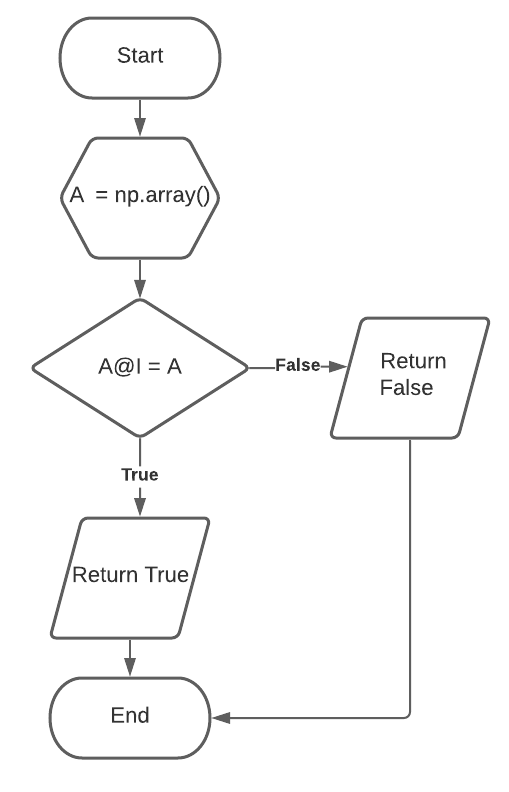 Start
A  = np.array()
A@I = A
False
Return
False
True
Return True
End